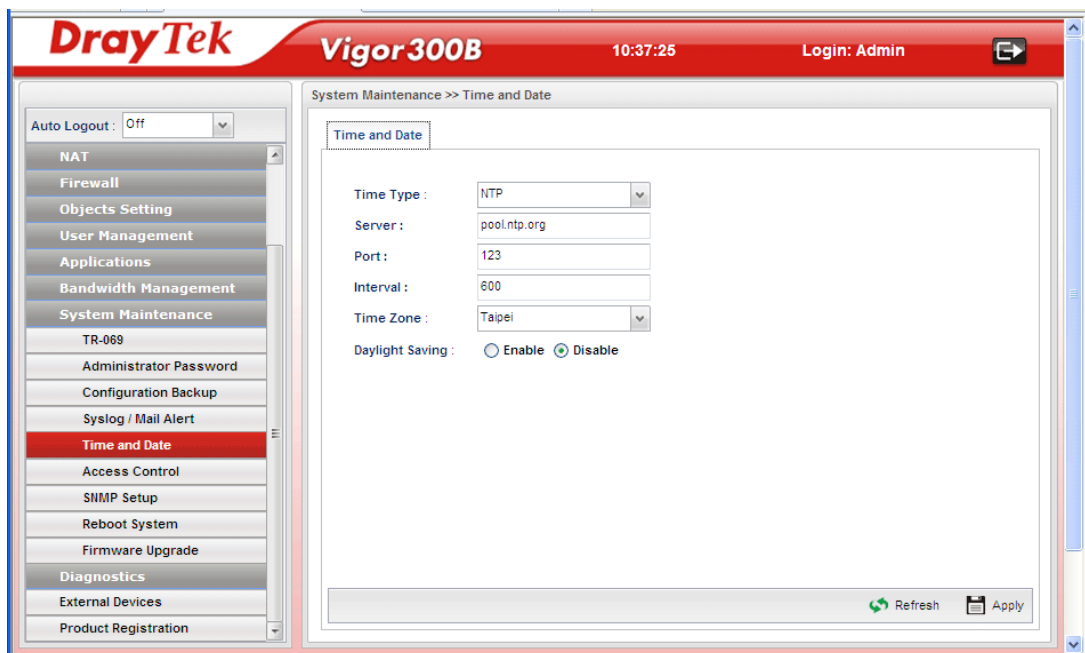 DrayTek
Vigor300B
10:37:25
Login: Admin
System Maintenance >> Time and Date
Auto Logout : Off
NAT
Firewall
Objects Setting
User Management
Applications
Bandwidth Management
System Maintenance
TR-069
Administrator Password
Configuration Backup
Syslog / Mail Alert
Time and Date
Access Control
SNMP Setup
Reboot System
Firmware Upgrade
Diagnostics
External Devices
Product Registration
Time and Date
Time Type : NTP
Server : pool.ntp.org
Port : 123
Interval : 600
Time Zone : Taipei
Daylight Saving : Enable Disable
Refresh Apply